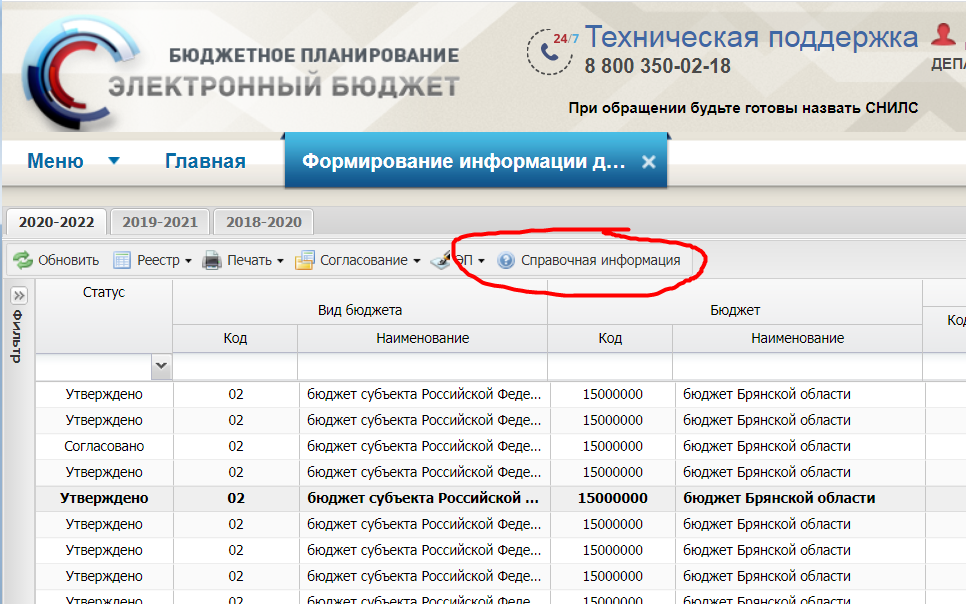 БЮДЖЕТНОЕ ПЛАНИРОВАНИЕ
ЭЛЕКТРОННЫЙ БЮДЖЕТ
24/7 Техническая поддержка
8 800 350-02-18
При обращении будьте готовы назвать СНИЛС
Меню Главная Формирование информации д...
2020-2022 2019-2021 2018-2020
Обновить Реестр Печать Согласование ЭП Справочная информация
Фильтр
Статус
Вид бюджета Бюджет
Код Наименование Код Наименование
Утверждено 02 бюджет субъекта Российской Феде... 15000000 бюджет Брянской области
Утверждено 02 бюджет субъекта Российской Феде... 15000000 бюджет Брянской области
Согласовано 02 бюджет субъекта Российской Феде... 15000000 бюджет Брянской области
Утверждено 02 бюджет субъекта Российской Феде... 15000000 бюджет Брянской области
Утверждено 02 бюджет субъекта Российской ... 15000000 бюджет Брянской области
Утверждено 02 бюджет субъекта Российской Феде... 15000000 бюджет Брянской области
Утверждено 02 бюджет субъекта Российской Феде... 15000000 бюджет Брянской области
Утверждено 02 бюджет субъекта Российской Феде... 15000000 бюджет Брянской области
Утверждено 02 бюджет субъекта Российской Феде... 15000000 бюджет Брянской области